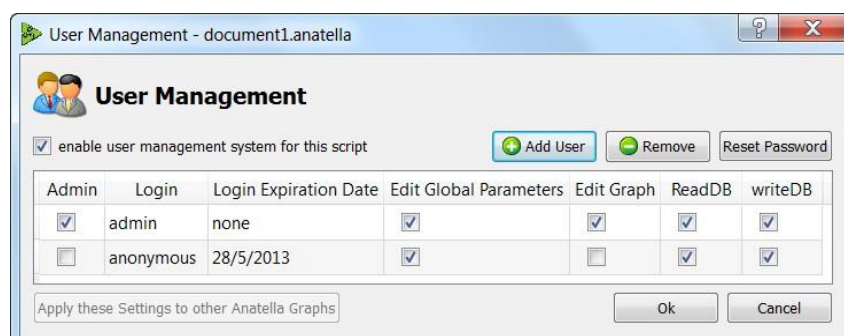 User Management - document1.anatella
User Management
enable user management system for this script
Add User
Remove
Reset Password
Admin Login Login Expiration Date Edit Global Parameters Edit Graph ReadDB writeDB
admin none
anonymous 28/5/2013
Apply these Settings to other Anatella Graphs
Ok
Cancel